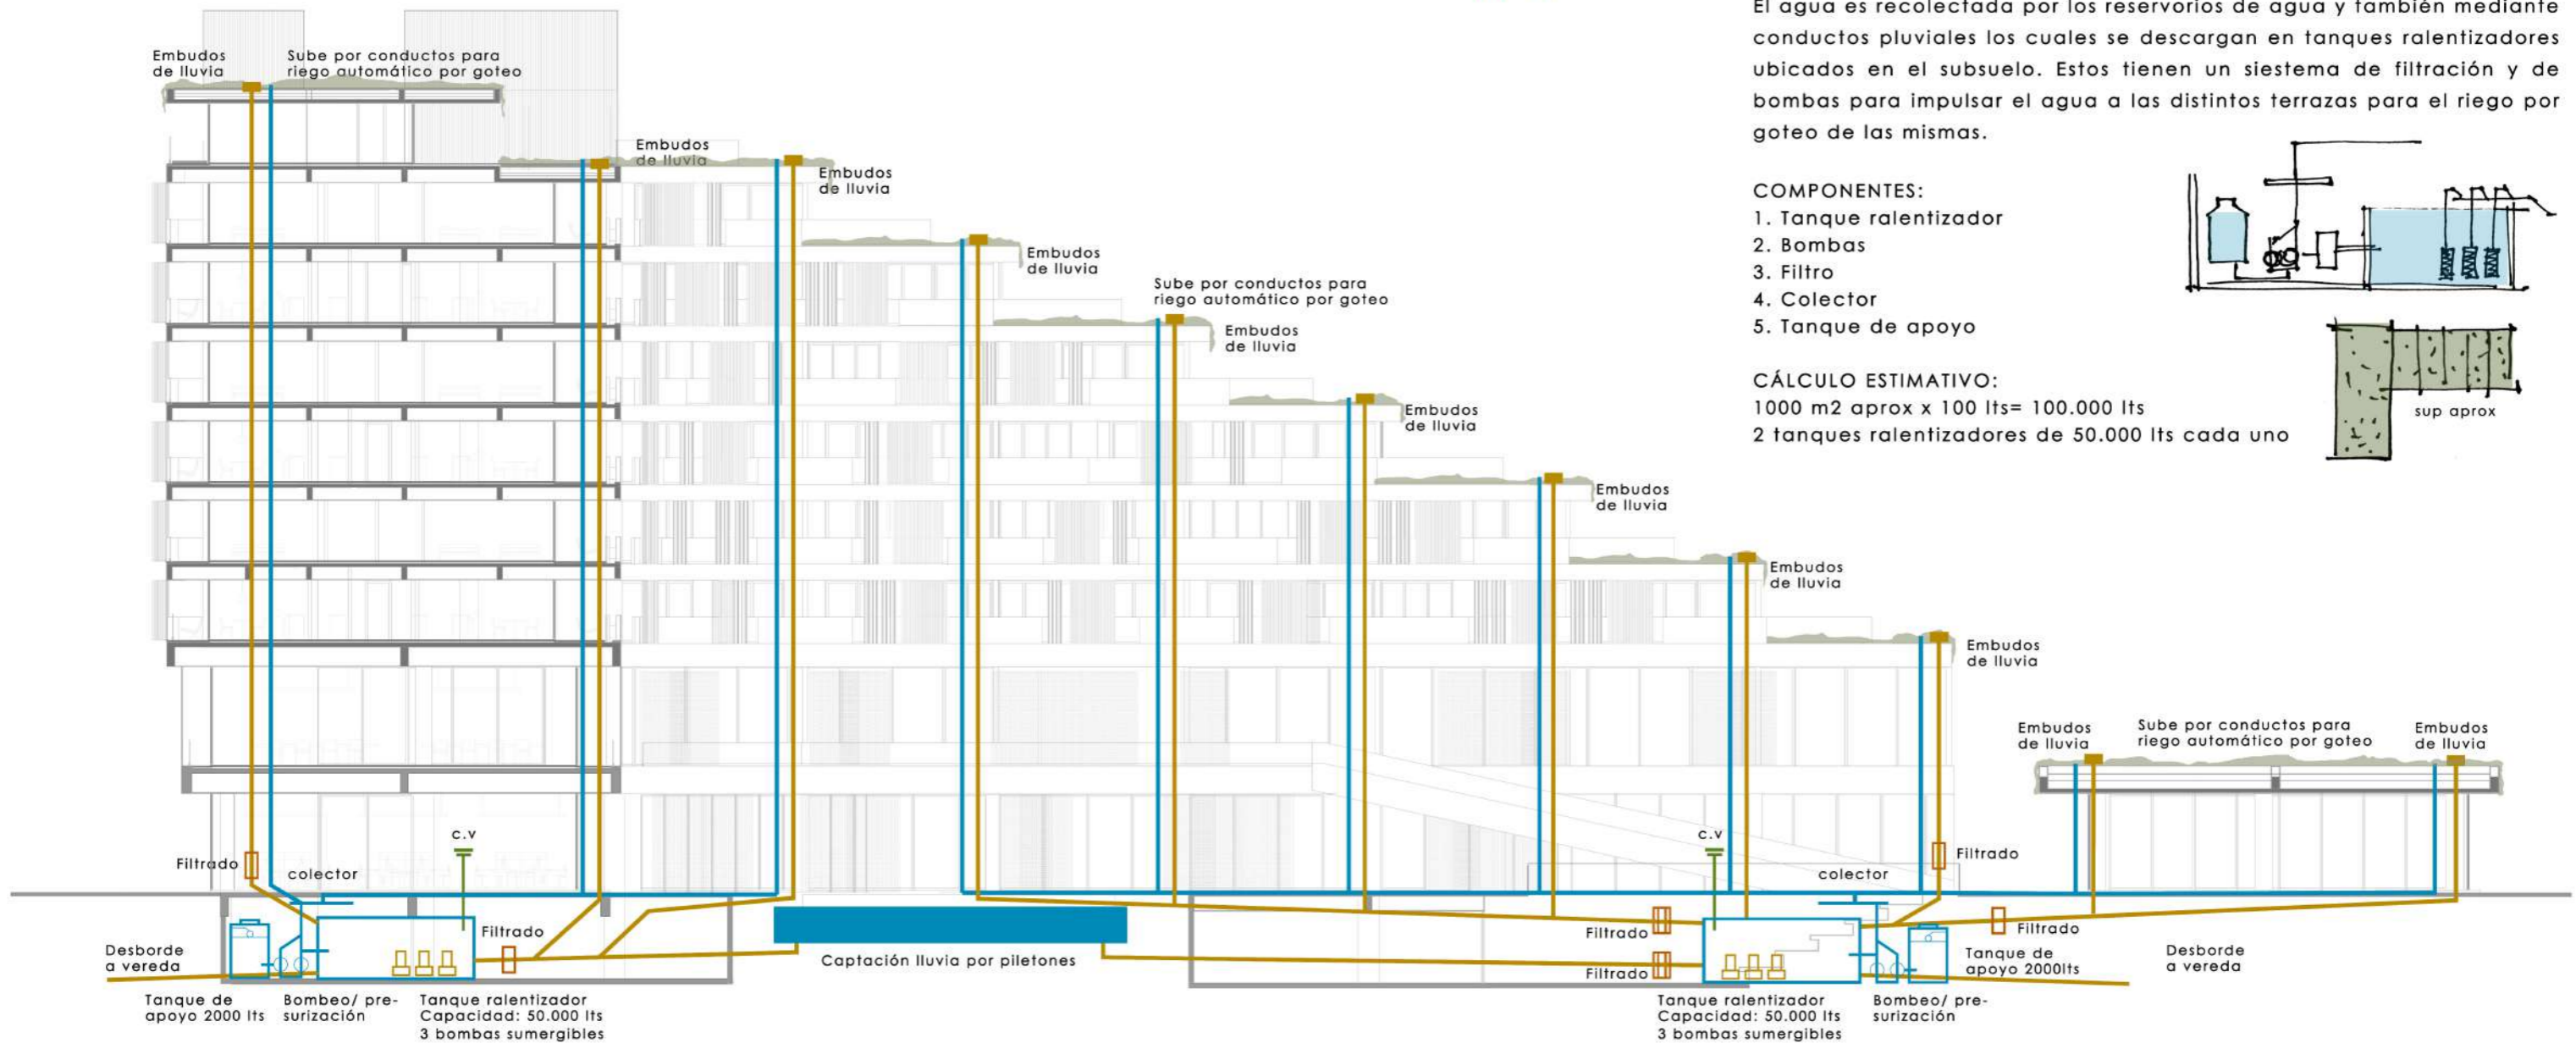 El agua es recolectada por los reservorios de agua y también mediante
conductos pluviales los cuales se descargan en tanques ralentizadores
ubicados en el subsuelo. Estos tienen un siestema de filtración y de
bombas para impulsar el agua a las distintos terrazas para el riego por
goteo de las mismas.
COMPONENTES:
1. Tanque ralentizador
2. Bombas
3. Filtro
4. Colector
5. Tanque de apoyo
CÁLCULO ESTIMATIVO:
1000 m2 aprox x 100 lts= 100.000 lts
2 tanques ralentizadores de 50.000 lts cada uno
sup aprox
Embudos
de lluvia
Sube por conductos para
riego automático por goteo
Embudos
de lluvia
Embudos
de lluvia
Embudos
de lluvia
Sube por conductos para
riego automático por goteo
Embudos
de lluvia
Embudos
de lluvia
Embudos
de lluvia
Embudos
de lluvia
Embudos
de lluvia
Embudos
de lluvia
Sube por conductos para
riego automático por goteo
Embudos
de lluvia
Filtrado
colector
c.v
Filtrado
Desborde
a vereda
Tanque de
apoyo 2000 lts
Bombeo/ pre-
surización
Tanque ralentizador
Capacidad: 50.000 lts
3 bombas sumergibles
Captación lluvia por piletones
c.v
colector
Filtrado
Filtrado
Filtrado
Filtrado
Tanque de
apoyo 2000lts
Desborde
a vereda
Tanque ralentizador
Capacidad: 50.000 lts
3 bombas sumergibles
Bombeo/ pre-
surización